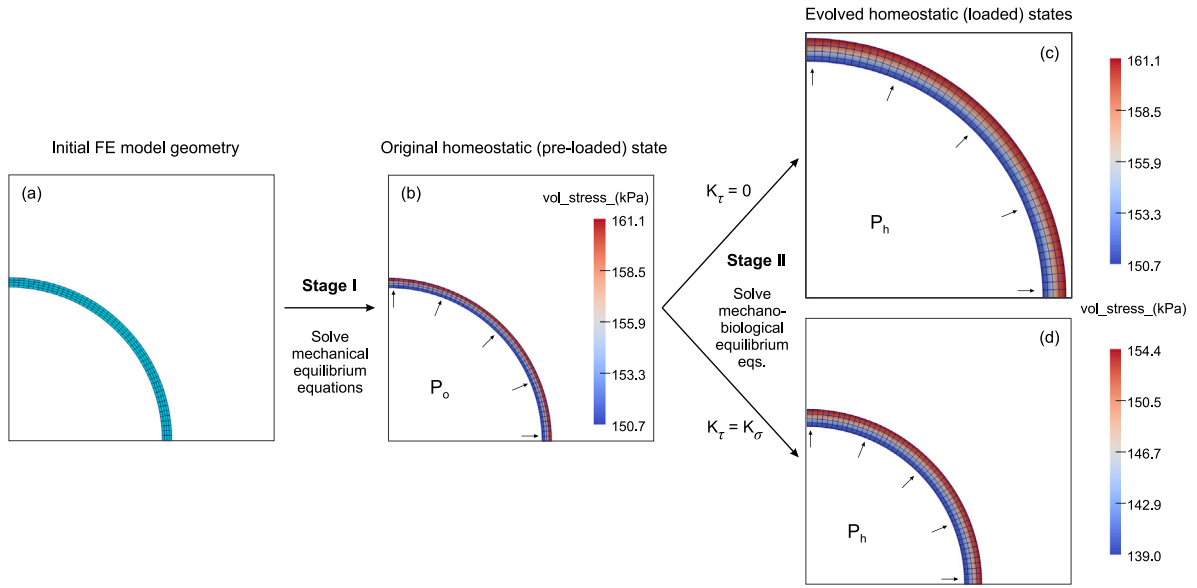 Initial FE model geometry
(a)
Stage I
Solve
mechanical
equilibrium
equations
Original homeostatic (pre-loaded) state
(b)
vol_stress_(kPa)
161.1
158.5
155.9
153.3
150.7
Pₒ
K_τ = 0
Stage II
Solve
mechano-
biological
equilibrium
eqs.
K_τ = K_σ
Evolved homeostatic (loaded) states
(c)
Pₕ
161.1
158.5
155.9
153.3
150.7
vol_stress_(kPa)
(d)
Pₕ
154.4
150.5
146.7
142.9
139.0